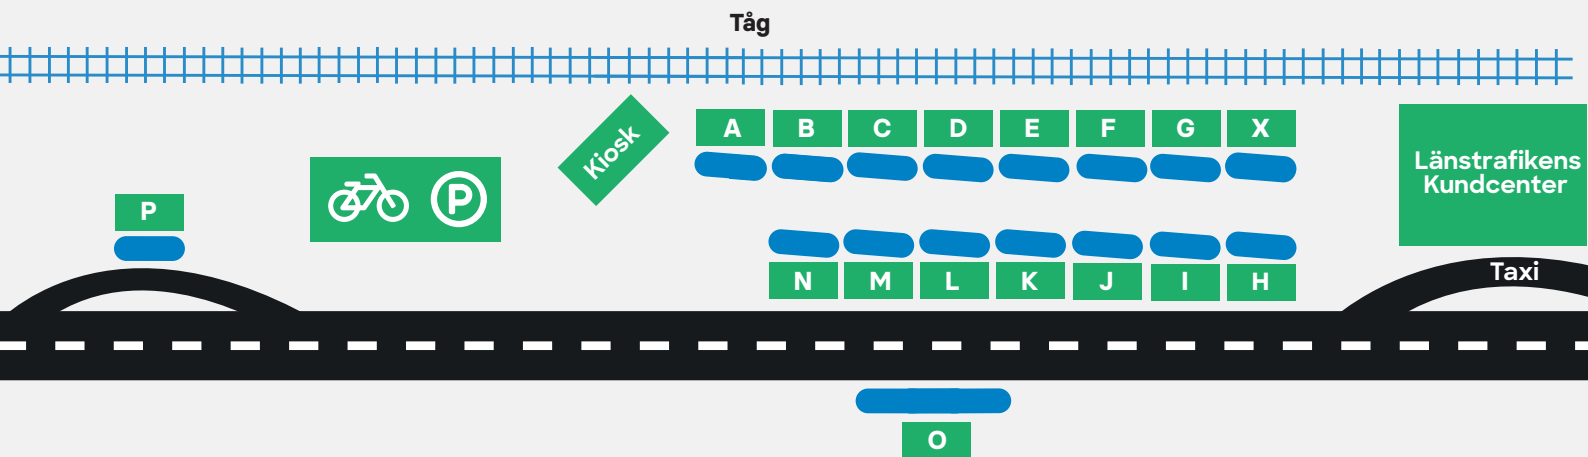 Tåg
Kiosk
A B C D E F G X
Länstrafikens
Kundcenter
P
P
N M L K J I H
Taxi
O